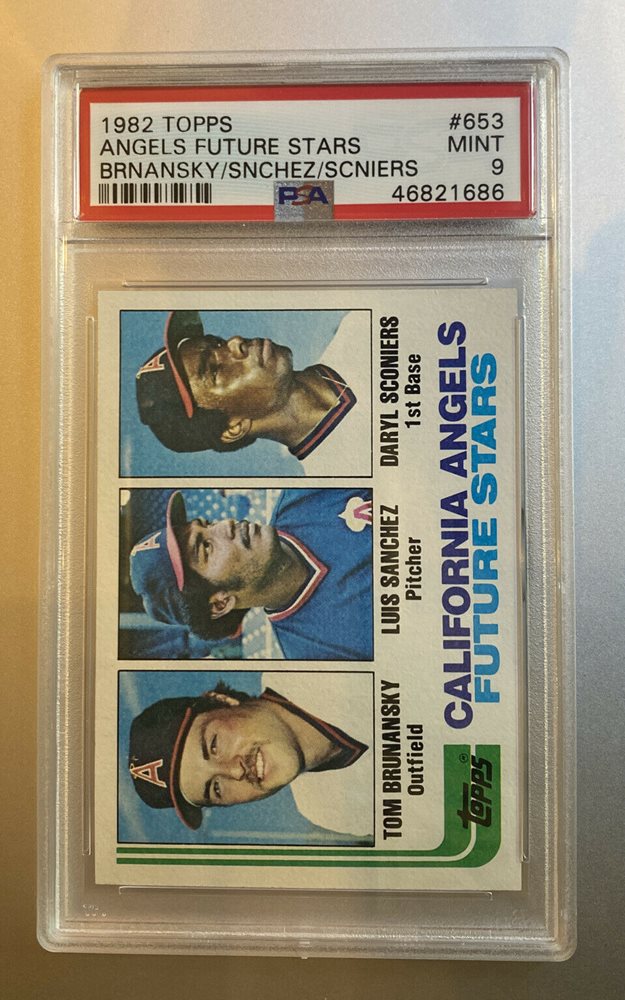 1982 TOPPS #653
ANGELS FUTURE STARS MINT
BRNANSKY/SNCHEZ/SCNIERS 9
PSA 46821686
TOM BRUNANSKY
Outfield
LUIS SANCHEZ
Pitcher
DARYL SCONIERS
1st Base
topps®
CALIFORNIA ANGELS
FUTURE STARS